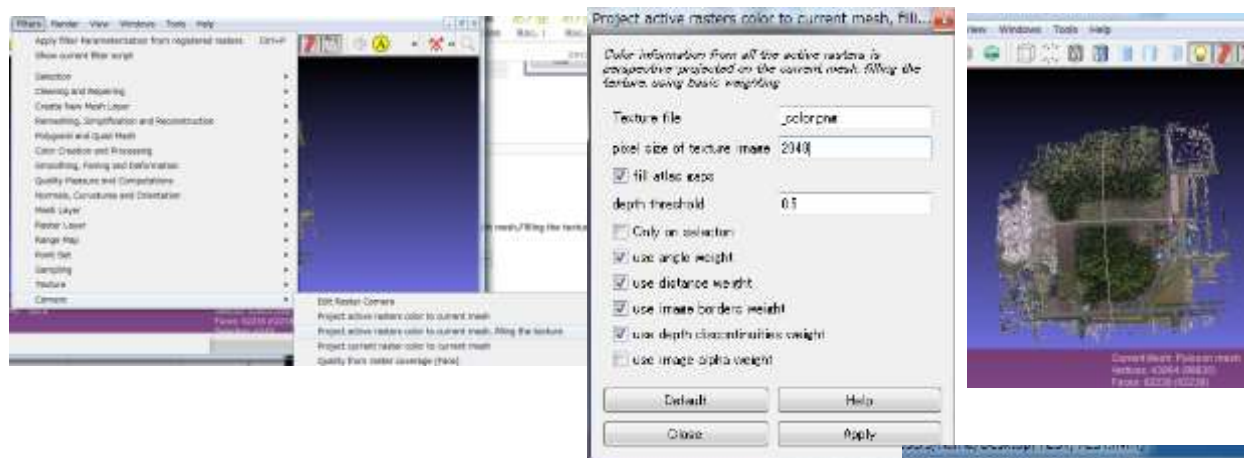 Filters Render View Windows Tools Help
Apply filter Parameterization from registered rasters Ctrl+P
Show current filter script
Selection
Cleaning and Repairing
Create New Mesh Layer
Remeshing, Simplification and Reconstruction
Polygonal and Quad Mesh
Color Creation and Processing
Smoothing, Fairing and Deformation
Quality Measure and Computations
Normals, Curvatures and Orientation
Mesh Layer
Raster Layer
Range Map
Point Set
Sampling
Texture
Camera
Edit Raster Camera
Project active rasters color to current mesh
Project active rasters color to current mesh, filling the texture
Project current raster color to current mesh
Quality from raster coverage (Face)
mesh, filling the texture
Project active rasters color to current mesh, fill...
Color information from all the active rasters is
perspective-projected on the current mesh, filling the
texture, using basic weighting
Texture file _color.png
pixel size of texture image 2048
fill atlas gaps
depth threshold 0.5
Only on selection
use angle weight
use distance weight
use image borders weight
use depth discontinuities weight
use image alpha weight
Default Help
Close Apply
View Windows Tools Help
Current Mesh: Poisson mesh